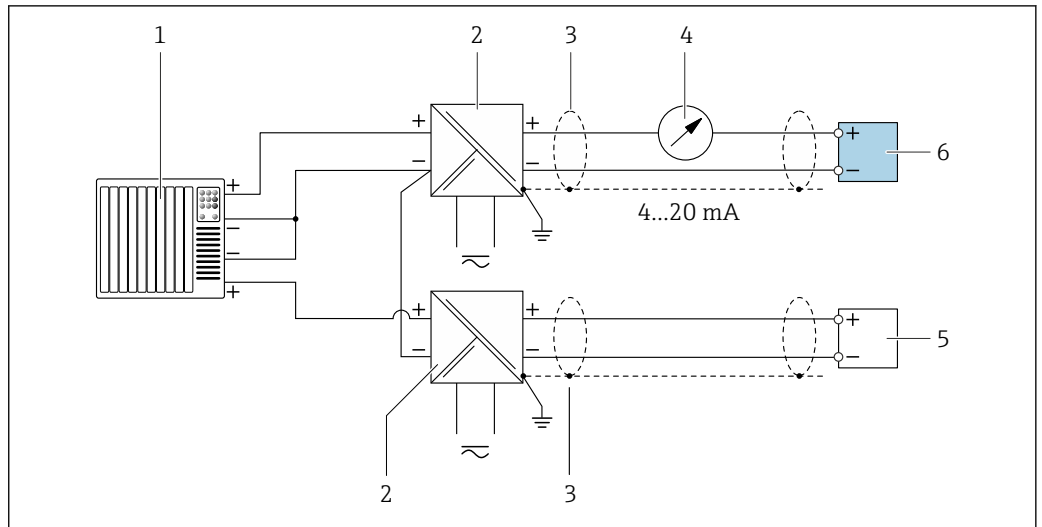 1 2 3 4
+ +
+ − − + − 6
+
− 4...20 mA
−
+
+ + +
− − − 5
2 3